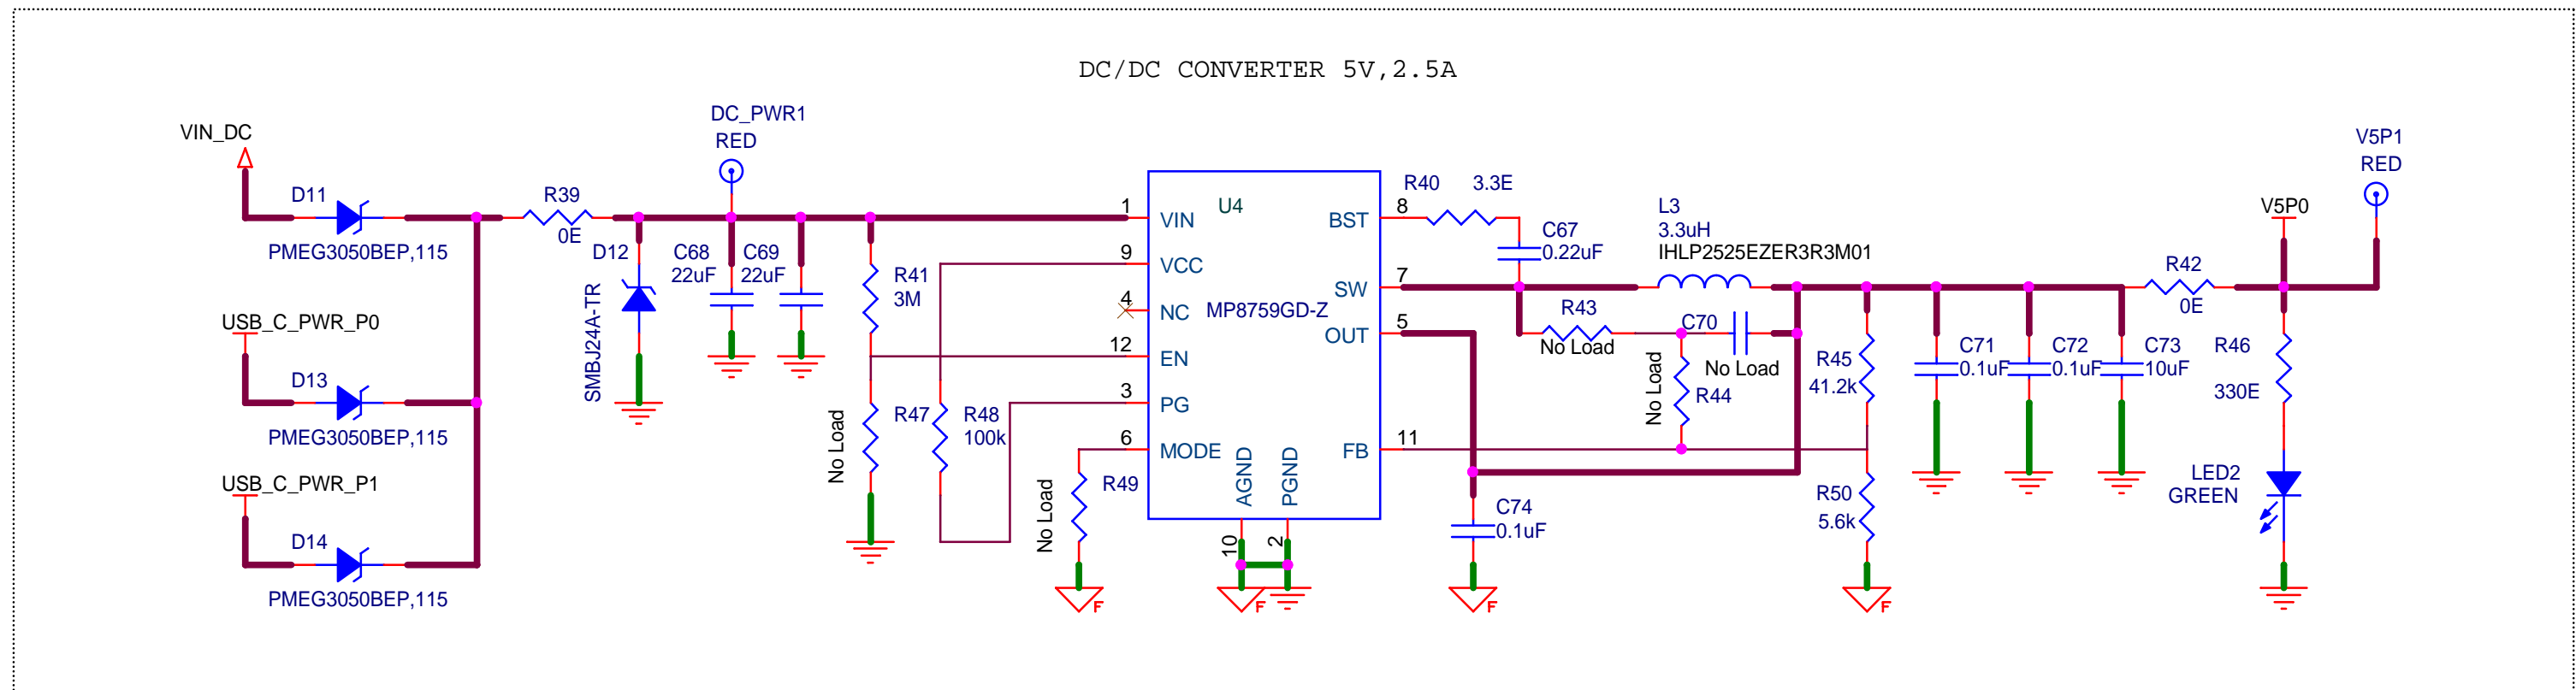 DC/DC CONVERTER 5V,2.5A
VIN_DC
D11
PMEG3050BEP,115
USB_C_PWR_P0
D13
PMEG3050BEP,115
USB_C_PWR_P1
D14
PMEG3050BEP,115
R39
0E
D12
SMBJ24A-TR
DC_PWR1
RED
C68
22uF
C69
22uF
R41
3M
R47
No Load
R48
100k
R49
No Load
U4
MP8759GD-Z
1
VIN
9
VCC
4
NC
12
EN
3
PG
6
MODE
10
AGND
2
PGND
8
BST
7
SW
5
OUT
11
FB
F
F
F
F
R40
3.3E
C67
0.22uF
L3
3.3uH
IHLP2525EZER3R3M01
R43
No Load
C70
No Load
R44
No Load
C74
0.1uF
R45
41.2k
R50
5.6k
C71
0.1uF
C72
0.1uF
C73
10uF
R42
0E
V5P0
V5P1
RED
R46
330E
LED2
GREEN